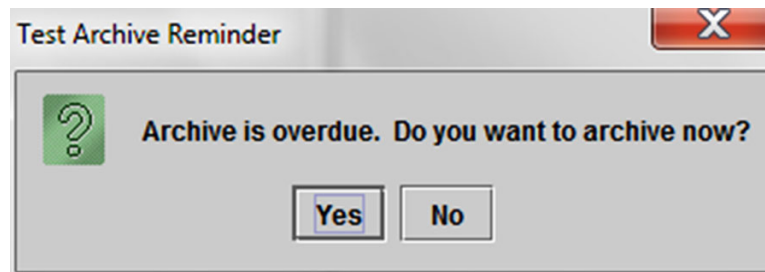 Test Archive Reminder
Archive is overdue. Do you want to archive now?
Yes No